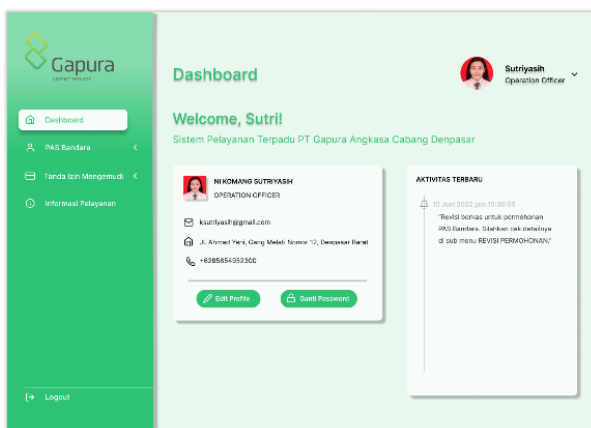 Gapura
Dashboard
PAS Bandara
Tanda Izin Mengemudi
Informasi Pelayanan
Logout
Dashboard
Sutriyasih
Operation Officer
Welcome, Sutri!
Sistem Pelayanan Terpadu PT Gapura Angkasa Cabang Denpasar
NI KOMANG SUTRIYASIH
OPERATION OFFICER
ksutriyasih@gmail.com
Jl. Ahmad Yani, Gang Melati Nomor 12, Denpasar Barat
+6285854952300
Edit Profile
Ganti Password
AKTIVITAS TERBARU
15 Juni 2022 jam 15:30:55
"Revisi berkas untuk permohonan
PAS Bandara. Silahkan cek detailnya
di sub menu REVISI PERMOHONAN."